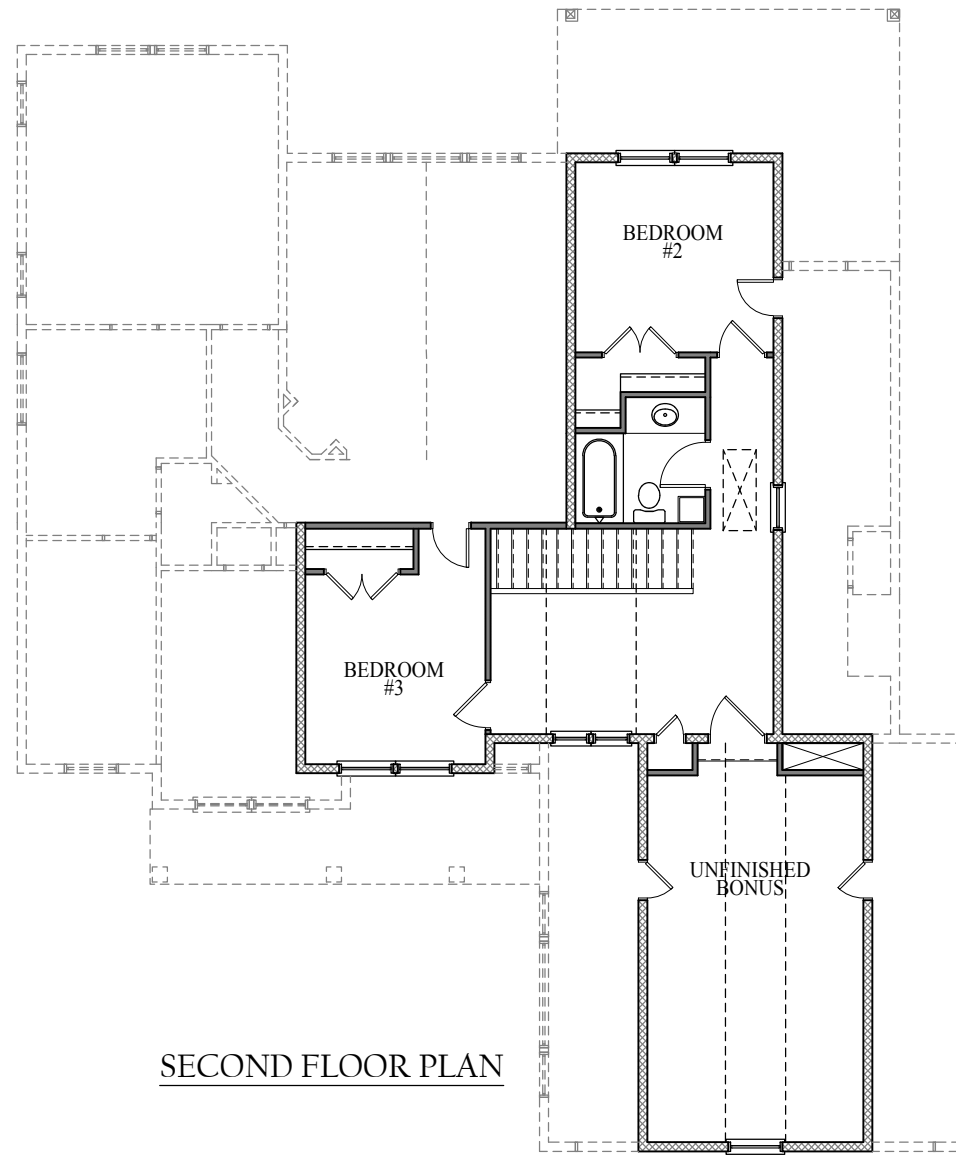 BEDROOM
#2
BEDROOM
#3
UNFINISHED
BONUS
SECOND FLOOR PLAN